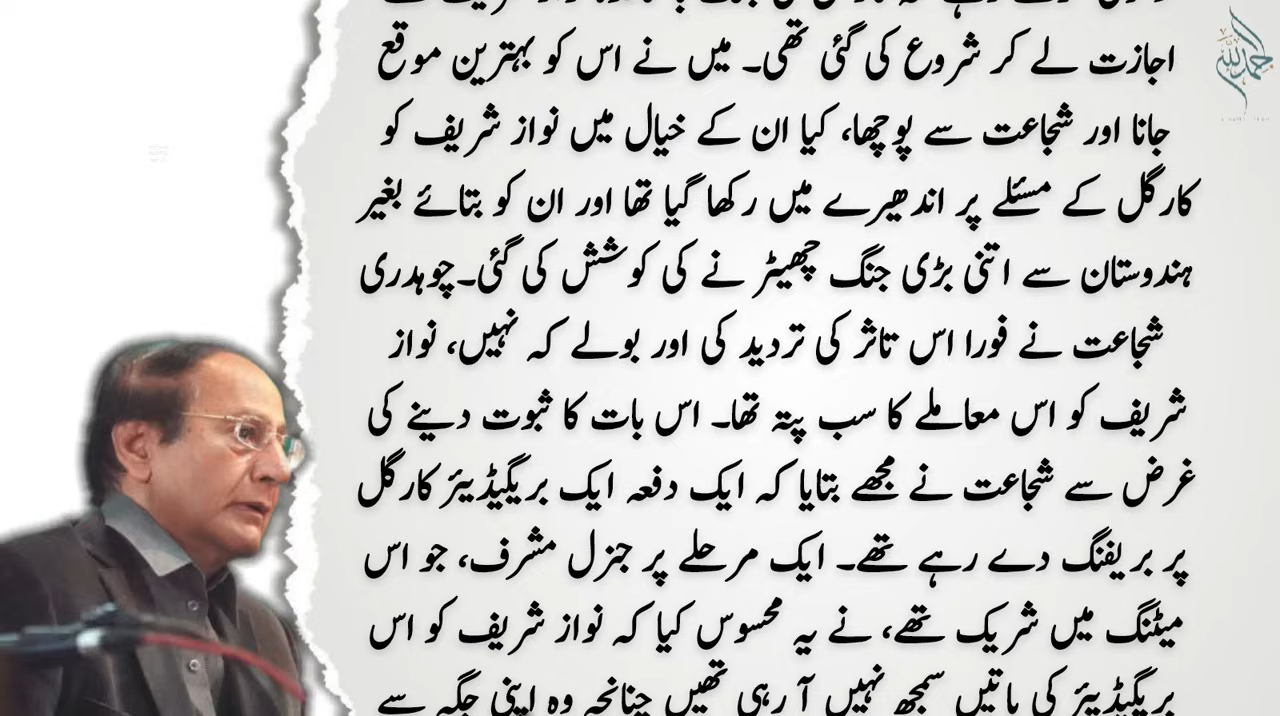 اجازت لے کر شروع کی گئی تھی۔ میں نے اس کو بہترین موقع
جانا اور شجاعت سے پوچھا، کیا ان کے خیال میں نواز شریف کو
کارگل کے مسئلے پر اندھیرے میں رکھا گیا تھا اور ان کو بتائے بغیر
ہندوستان سے اتنی بڑی جنگ چھیڑنے کی کوشش کی گئی۔چوہدری
شجاعت نے فورا اس تاثر کی تردید کی اور بولے کہ نہیں، نواز
شریف کو اس معاملے کا سب پتہ تھا۔ اس بات کا ثبوت دینے کی
غرض سے شجاعت نے مجھے بتایا کہ ایک دفعہ ایک بریگیڈیئر کارگل
پر بریفنگ دے رہے تھے۔ ایک مرحلے پر جنرل مشرف، جو اس
میٹنگ میں شریک تھے، نے یہ محسوس کیا کہ نواز شریف کو اس
بریگیڈیئر کی باتیں سمجھ نہیں آ رہی تھیں چنانچہ وہ اپنی جگہ سے